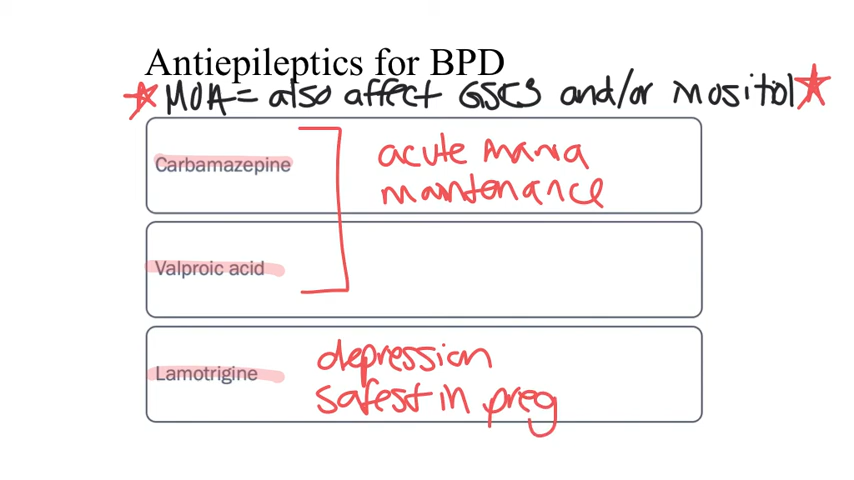 Antiepileptics for BPD
MOA = also affect GSK3 and/or inositol
Carbamazepine
acute mania
maintenance
Valproic acid
Lamotrigine
depression
safest in preg